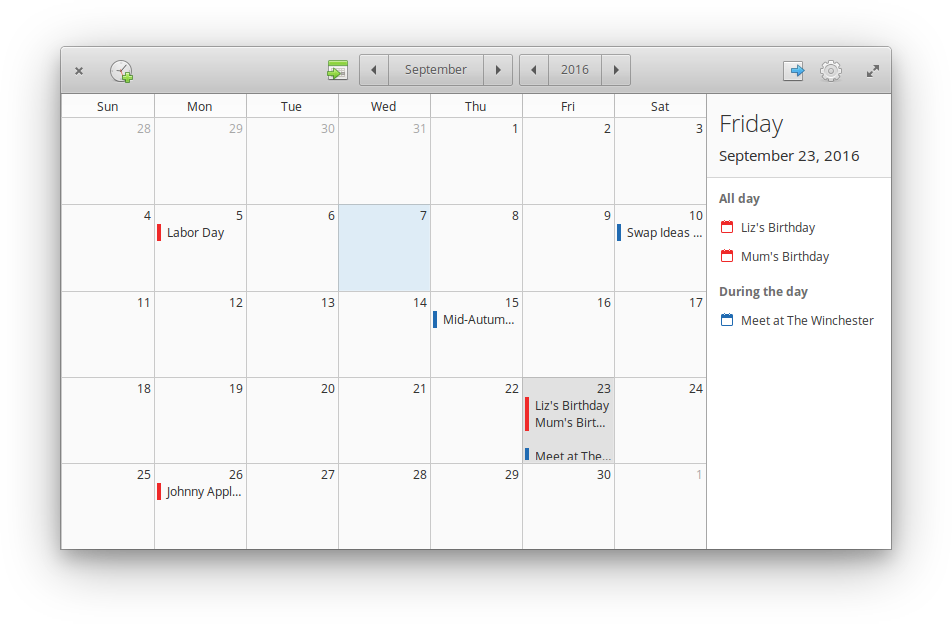 September 2016
Sun Mon Tue Wed Thu Fri Sat
28 29 30 31 1 2 3
4 5 6 7 8 9 10
Labor Day Swap Ideas ...
11 12 13 14 15 16 17
Mid-Autum...
18 19 20 21 22 23 24
Liz's Birthday
Mum's Birt...
Meet at The...
25 26 27 28 29 30 1
Johnny Appl...
Friday
September 23, 2016
All day
Liz's Birthday
Mum's Birthday
During the day
Meet at The Winchester